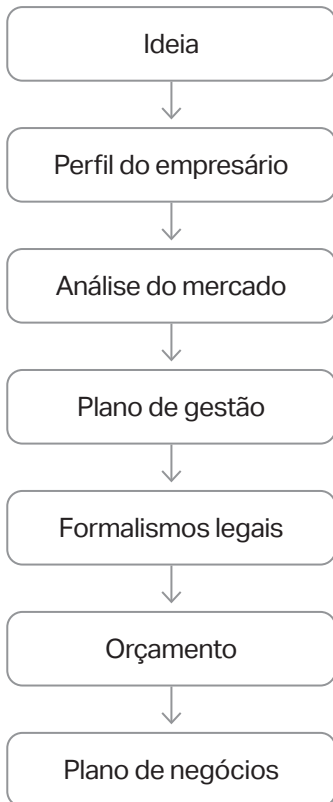 Ideia
Perfil do empresário
Análise do mercado
Plano de gestão
Formalismos legais
Orçamento
Plano de negócios